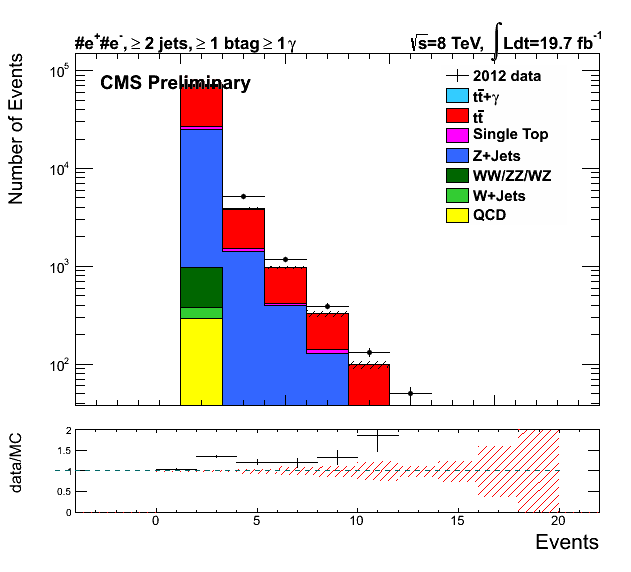 #e⁺#e⁻, ≥ 2 jets, ≥ 1 btag ≥ 1 γ
√s=8 TeV, ∫Ldt=19.7 fb⁻¹
CMS Preliminary
Number of Events
10⁵
10⁴
10³
10²
2012 data
tt̄+γ
tt̄
Single Top
Z+Jets
WW/ZZ/WZ
W+Jets
QCD
data/MC
2
1.5
1
0.5
0
0 5 10 15 20
Events